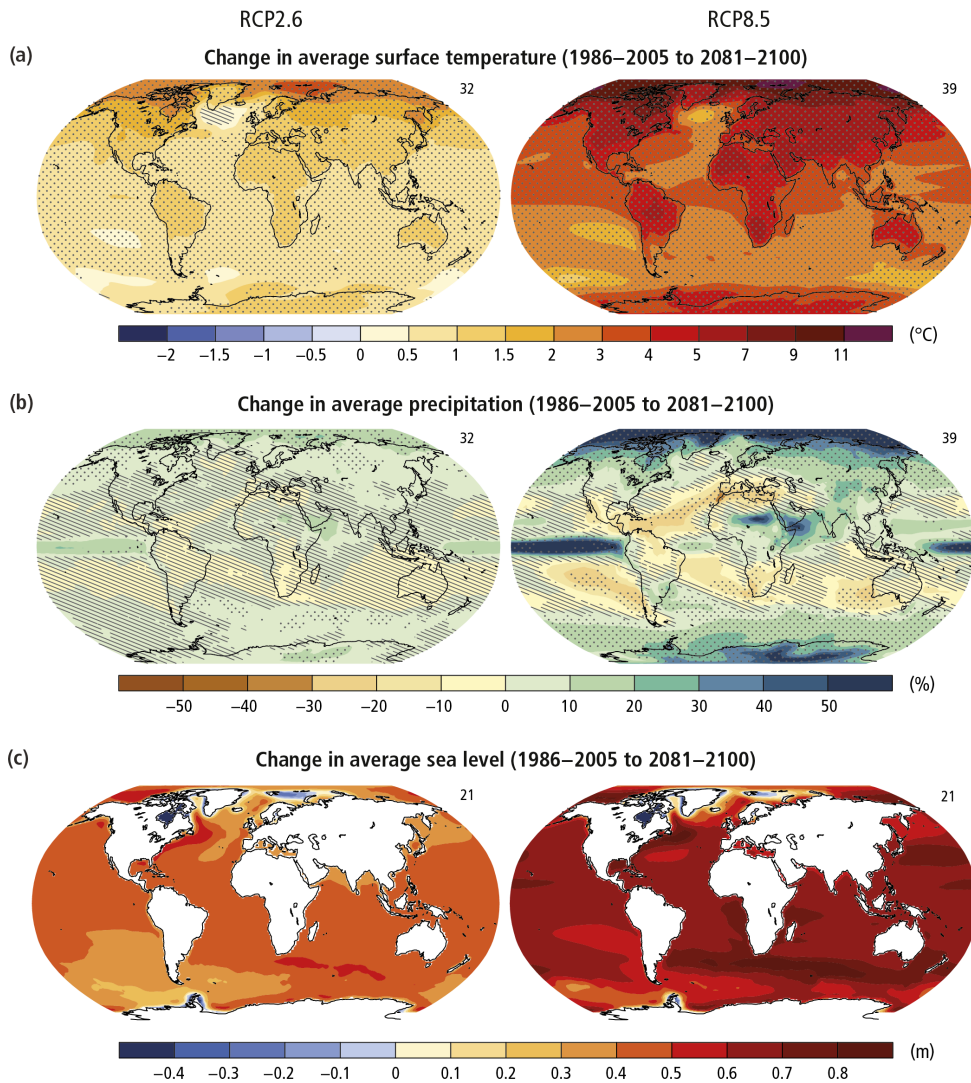 RCP2.6 RCP8.5
(a) Change in average surface temperature (1986–2005 to 2081–2100)
32 39
−2 −1.5 −1 −0.5 0 0.5 1 1.5 2 3 4 5 7 9 11 (°C)
(b) Change in average precipitation (1986–2005 to 2081–2100)
32 39
−50 −40 −30 −20 −10 0 10 20 30 40 50 (%)
(c) Change in average sea level (1986–2005 to 2081–2100)
21 21
−0.4 −0.3 −0.2 −0.1 0 0.1 0.2 0.3 0.4 0.5 0.6 0.7 0.8 (m)